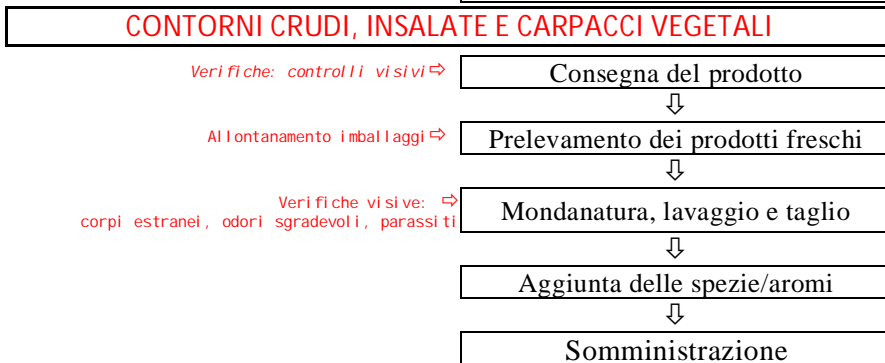 CONTORNI CRUDI, INSALATE E CARPACCI VEGETALI
Verifiche: controlli visivi⇨
Consegna del prodotto
⇩
Allontanamento imballaggi⇨
Prelevamento dei prodotti freschi
⇩
Verifiche visive: ⇨
corpi estranei, odori sgradevoli, parassiti
Mondanatura, lavaggio e taglio
⇩
Aggiunta delle spezie/aromi
⇩
Somministrazione